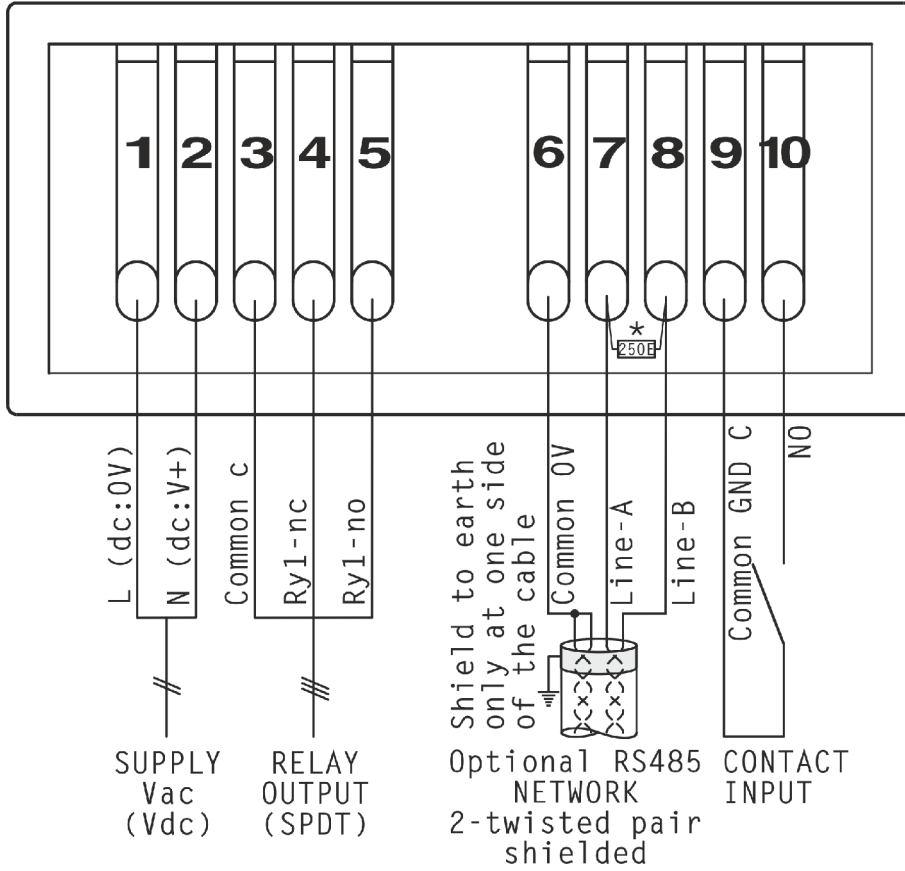 1 2 3 4 5 6 7 8 9 10
*
250E
L (dc:0V)
N (dc:V+)
Common c
Ry1-nc
Ry1-no
Shield to earth
only at one side
of the cable
Common 0V
Line-A
Line-B
Common GND C
NO
SUPPLY
Vac
(Vdc)
RELAY
OUTPUT
(SPDT)
Optional RS485
NETWORK
2-twisted pair
shielded
CONTACT
INPUT